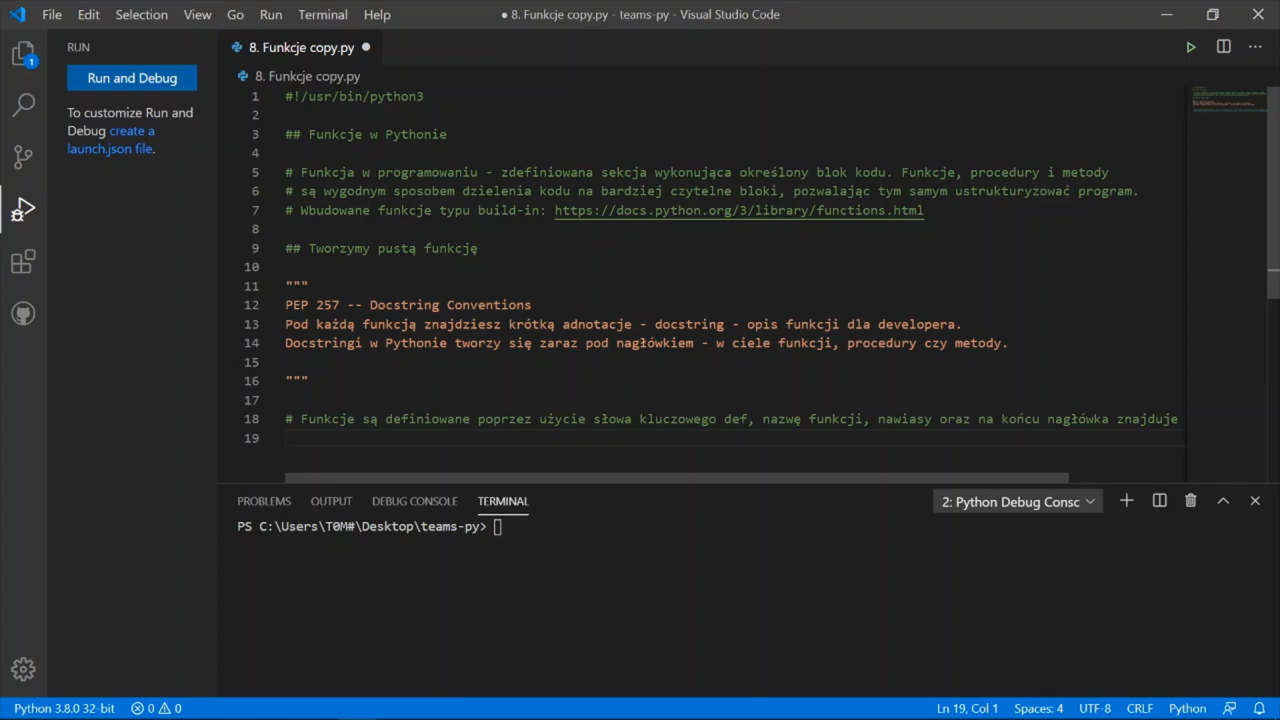 File Edit Selection View Go Run Terminal Help
● 8. Funkcje copy.py - teams-py - Visual Studio Code
RUN
Run and Debug
To customize Run and
Debug create a
launch.json file.
8. Funkcje copy.py
8. Funkcje copy.py
1 #!/usr/bin/python3
2
3 ## Funkcje w Pythonie
4
5 # Funkcja w programowaniu - zdefiniowana sekcja wykonująca określony blok kodu. Funkcje, procedury i metody
6 # są wygodnym sposobem dzielenia kodu na bardziej czytelne bloki, pozwalając tym samym ustrukturyzować program.
7 # Wbudowane funkcje typu build-in: https://docs.python.org/3/library/functions.html
8
9 ## Tworzymy pustą funkcję
10
11 """
12 PEP 257 -- Docstring Conventions
13 Pod każdą funkcją znajdziesz krótką adnotacje - docstring - opis funkcji dla developera.
14 Docstringi w Pythonie tworzy się zaraz pod nagłówkiem - w ciele funkcji, procedury czy metody.
15
16 """
17
18 # Funkcje są definiowane poprzez użycie słowa kluczowego def, nazwę funkcji, nawiasy oraz na końcu nagłówka znajduje
19
PROBLEMS OUTPUT DEBUG CONSOLE TERMINAL
2: Python Debug Consc
PS C:\Users\T0M#\Desktop\teams-py>
1
Python 3.8.0 32-bit 0 0
Ln 19, Col 1 Spaces: 4 UTF-8 CRLF Python